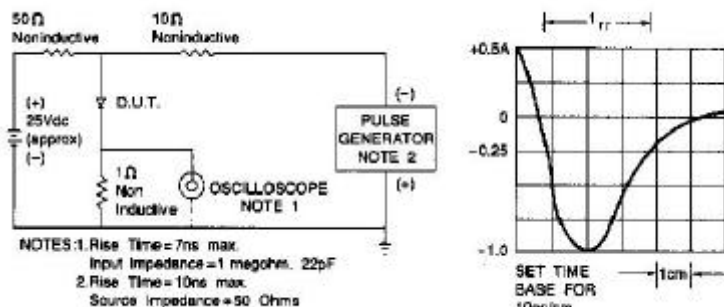 50Ω
Noninductive
10Ω
Noninductive
(+)
25Vdc
(approx)
(-)
D.U.T.
1Ω
Non
Inductive
OSCILLOSCOPE
NOTE 1
(-)
PULSE
GENERATOR
NOTE 2
(+)
NOTES:1.Rise Time=7ns max.
Input Impedance=1 megohm. 22pF
2.Rise Time=10ns max.
Source Impedance=50 Ohms
trr
+0.5A
0
-0.25
-1.0
SET TIME
BASE FOR
1cm